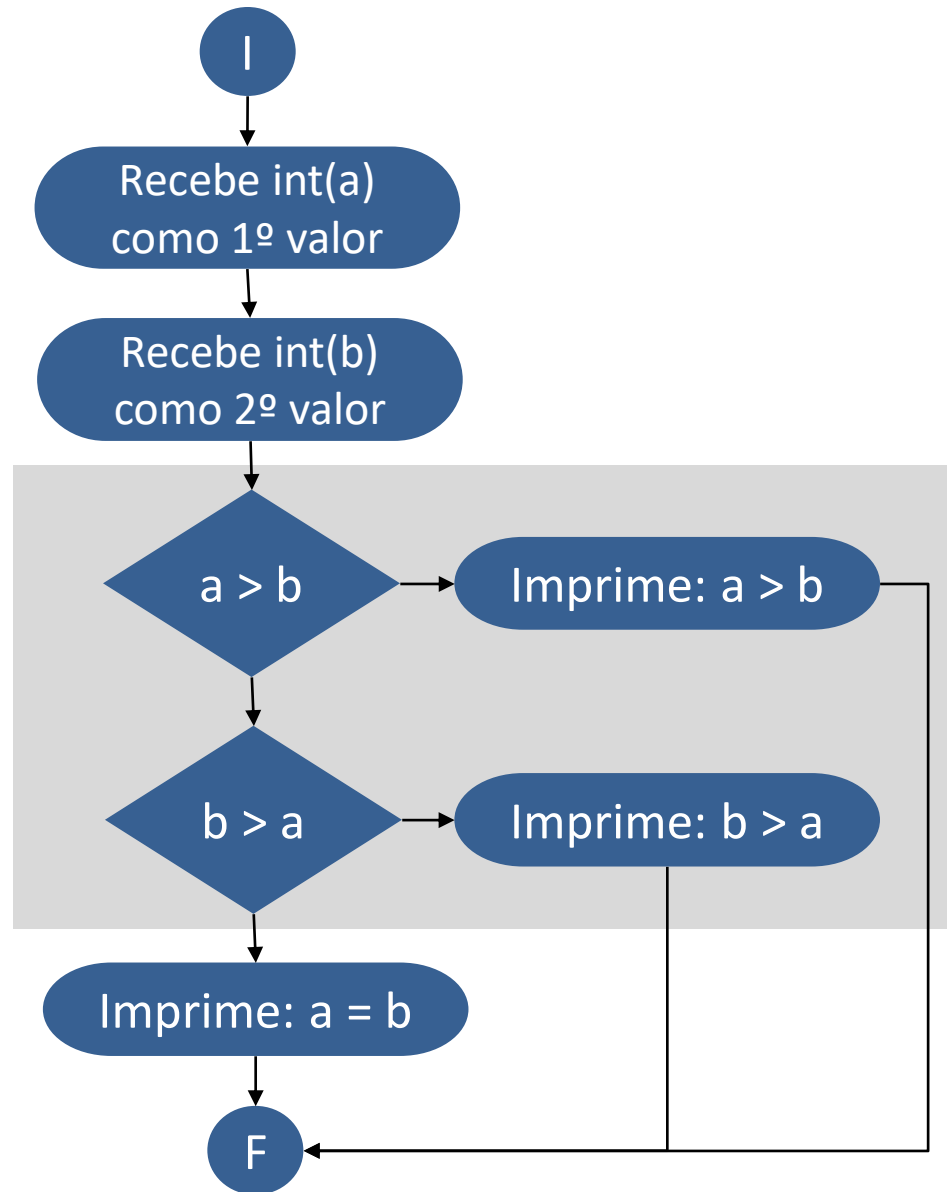 I
Recebe int(a)
como 1º valor
Recebe int(b)
como 2º valor
a > b
Imprime: a > b
b > a
Imprime: b > a
Imprime: a = b
F